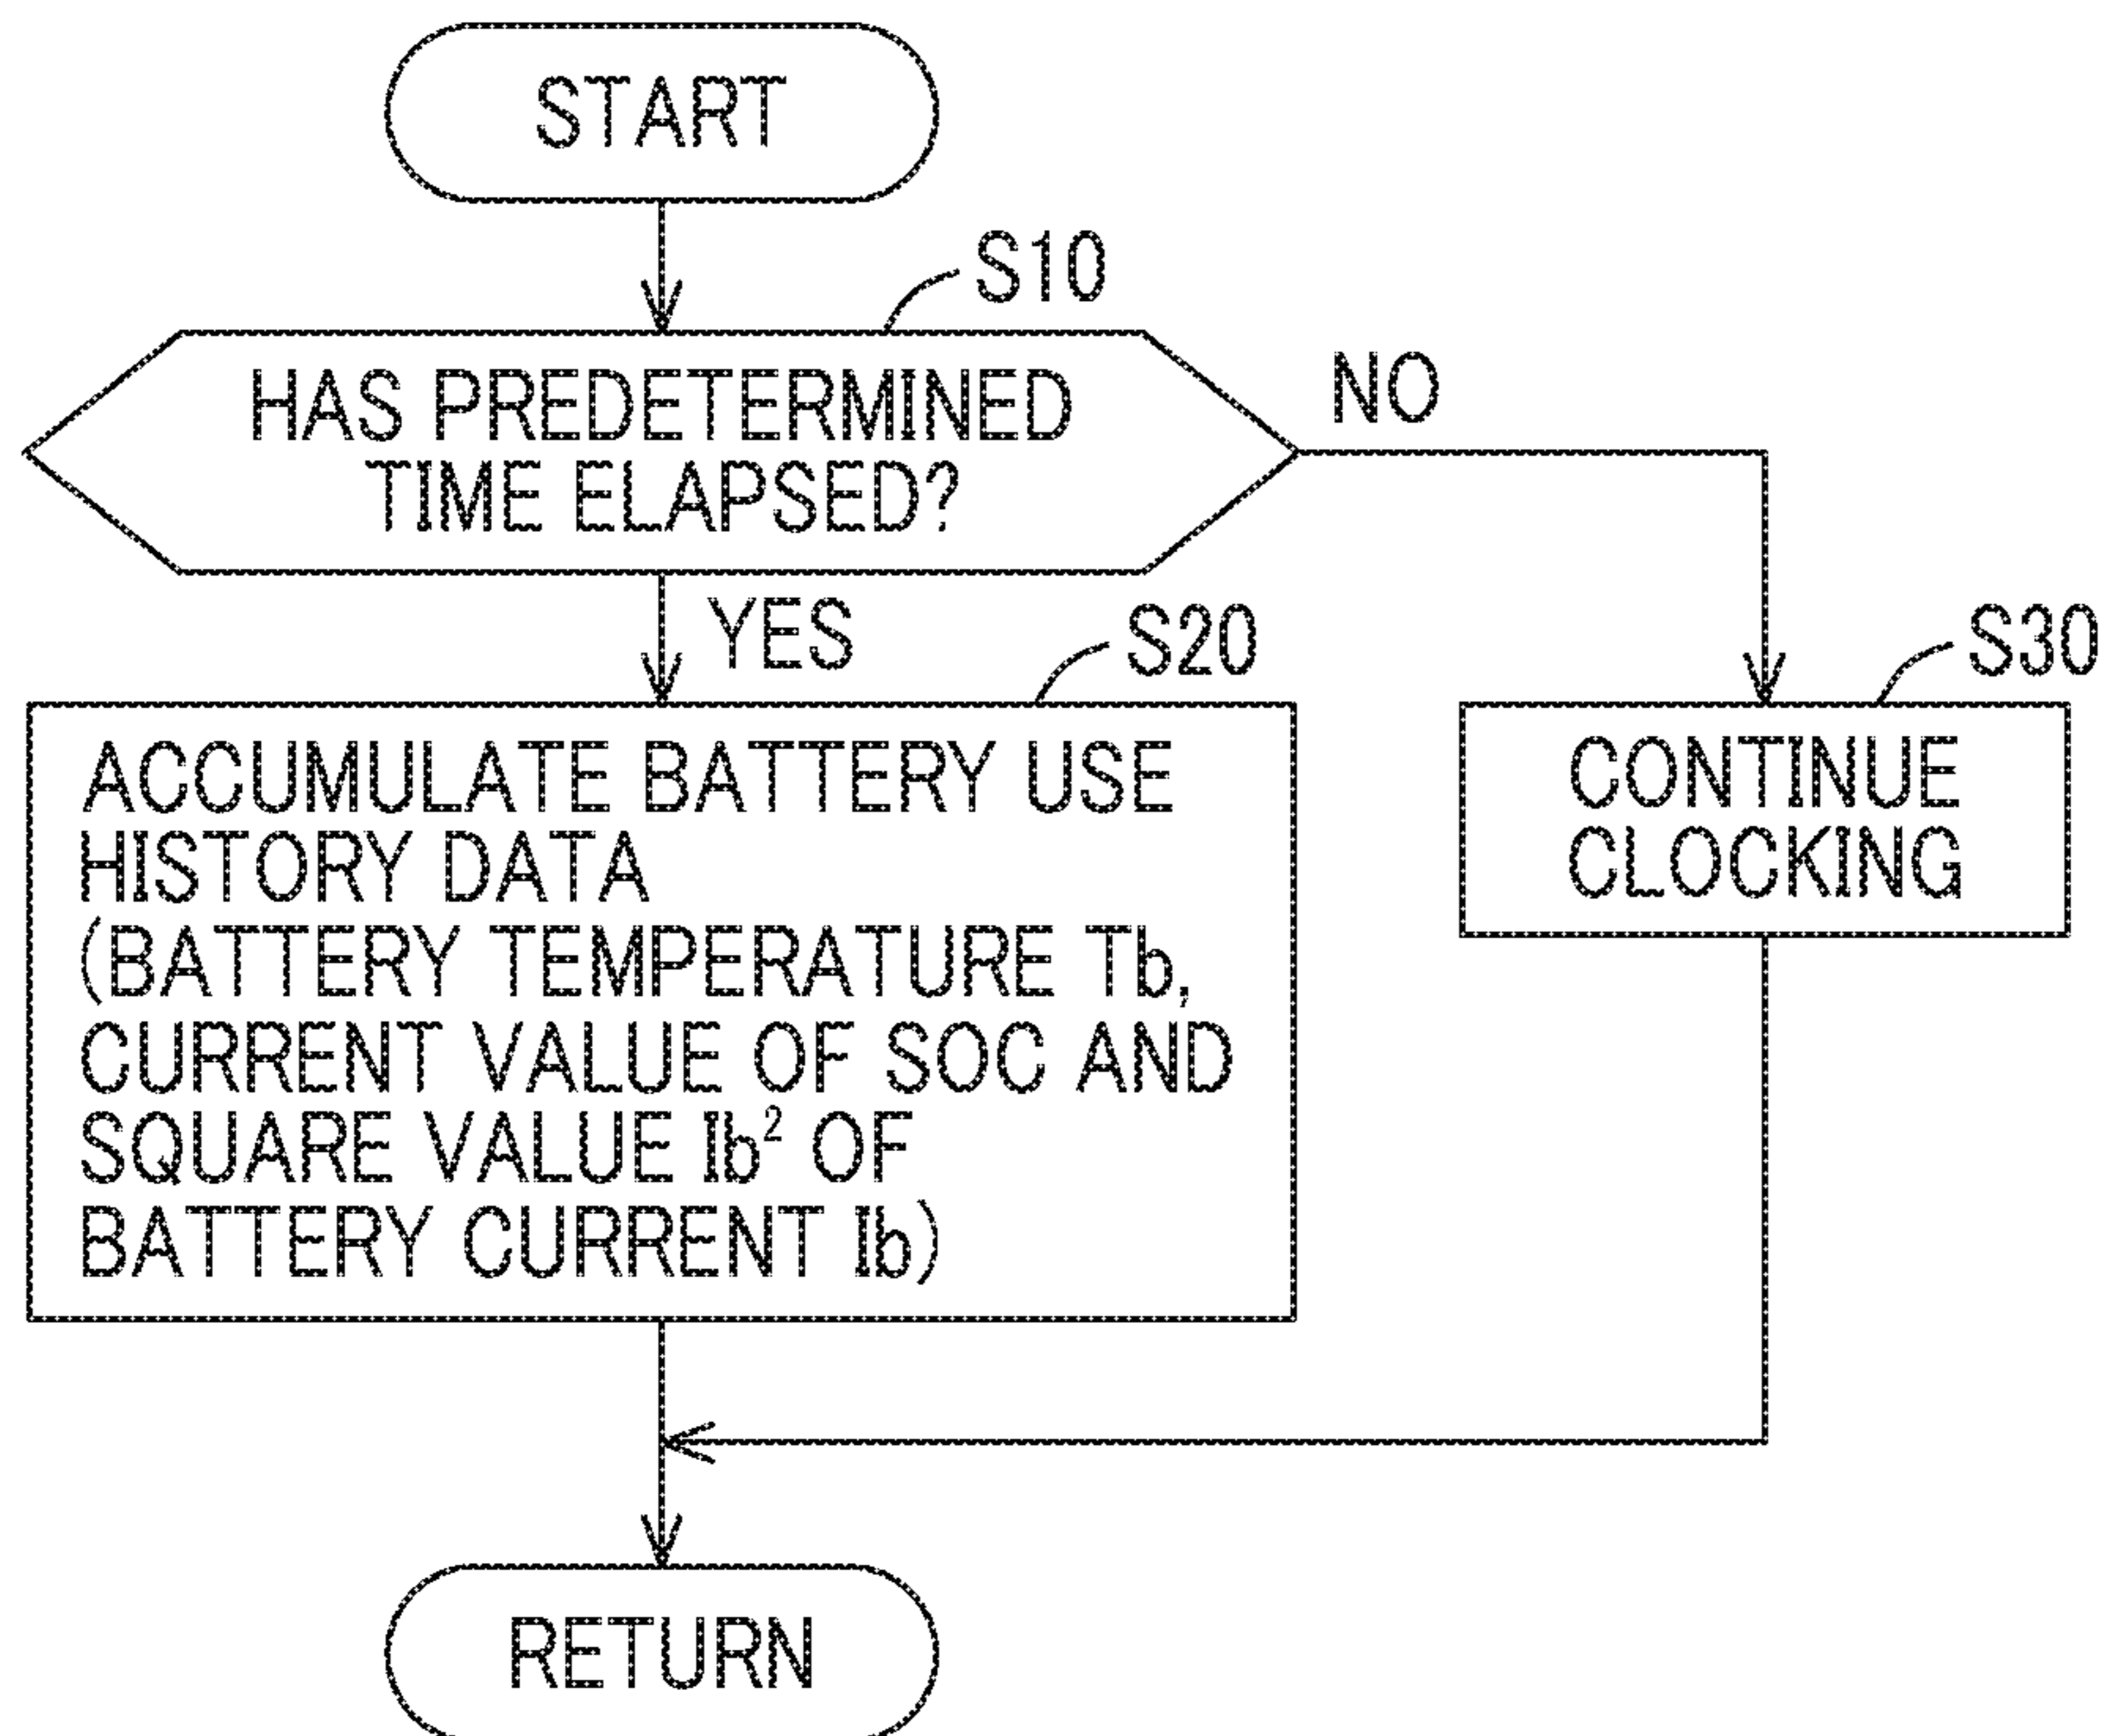 START
S10
HAS PREDETERMINED
TIME ELAPSED?
NO
YES
S20
S30
ACCUMULATE BATTERY USE
HISTORY DATA
(BATTERY TEMPERATURE Tb,
CURRENT VALUE OF SOC AND
SQUARE VALUE Ib² OF
BATTERY CURRENT Ib)
CONTINUE
CLOCKING
RETURN